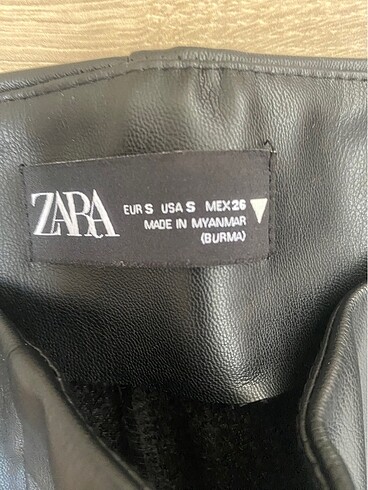 ZARA
EUR S USA S MEX 26
MADE IN MYANMAR
(BURMA)